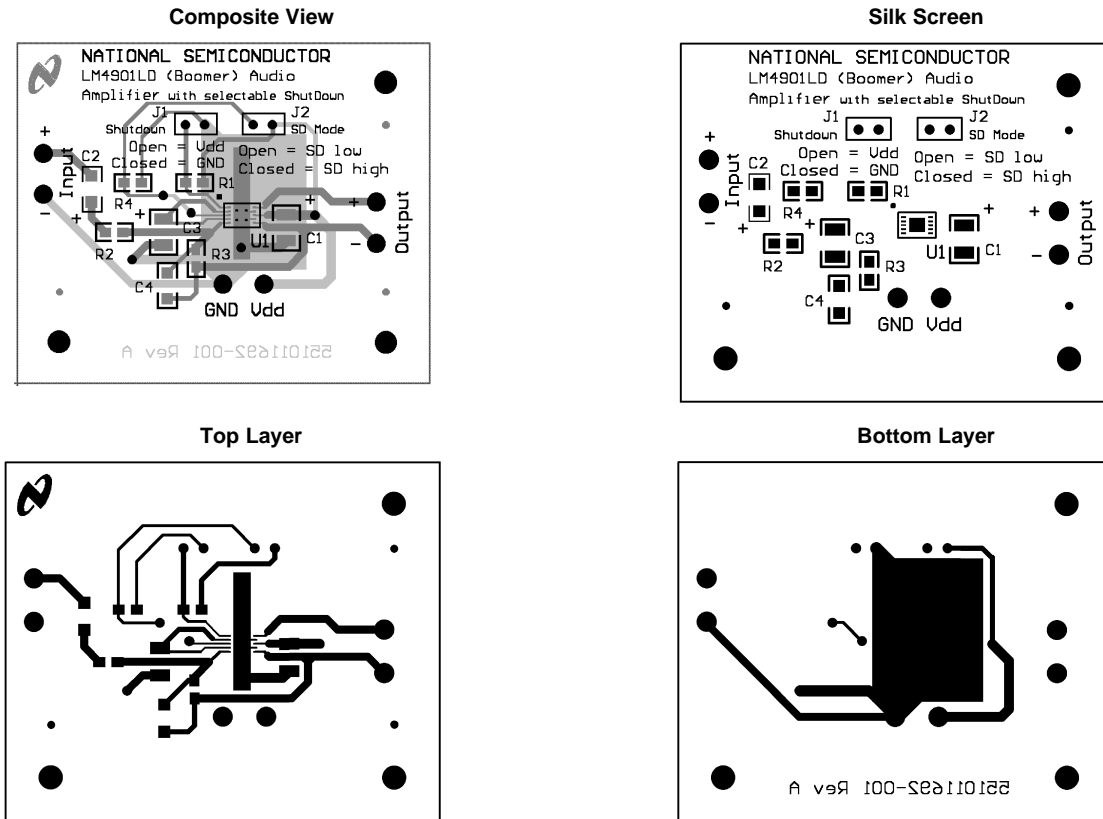 Composite View
NATIONAL SEMICONDUCTOR
LM4901LD (Boomer) Audio
Amplifier with selectable ShutDown
J1
J2
Shutdown
SD Mode
+
Open = Vdd
Open = SD low
C2
Closed = GND
Closed = SD high
Input
R1
-
R4
+
+
+
C3
Output
R2
R3
U1
C1
-
C4
GND Vdd
551011692-001 Rev A
Silk Screen
NATIONAL SEMICONDUCTOR
LM4901LD (Boomer) Audio
Amplifier with selectable ShutDown
J1
J2
Shutdown
SD Mode
+
Open = Vdd
Open = SD low
C2
Closed = GND
Closed = SD high
Input
R1
-
R4
+
+
+
+
C3
Output
R2
R3
U1
C1
-
C4
GND Vdd
Top Layer
Bottom Layer
551011692-001 Rev A